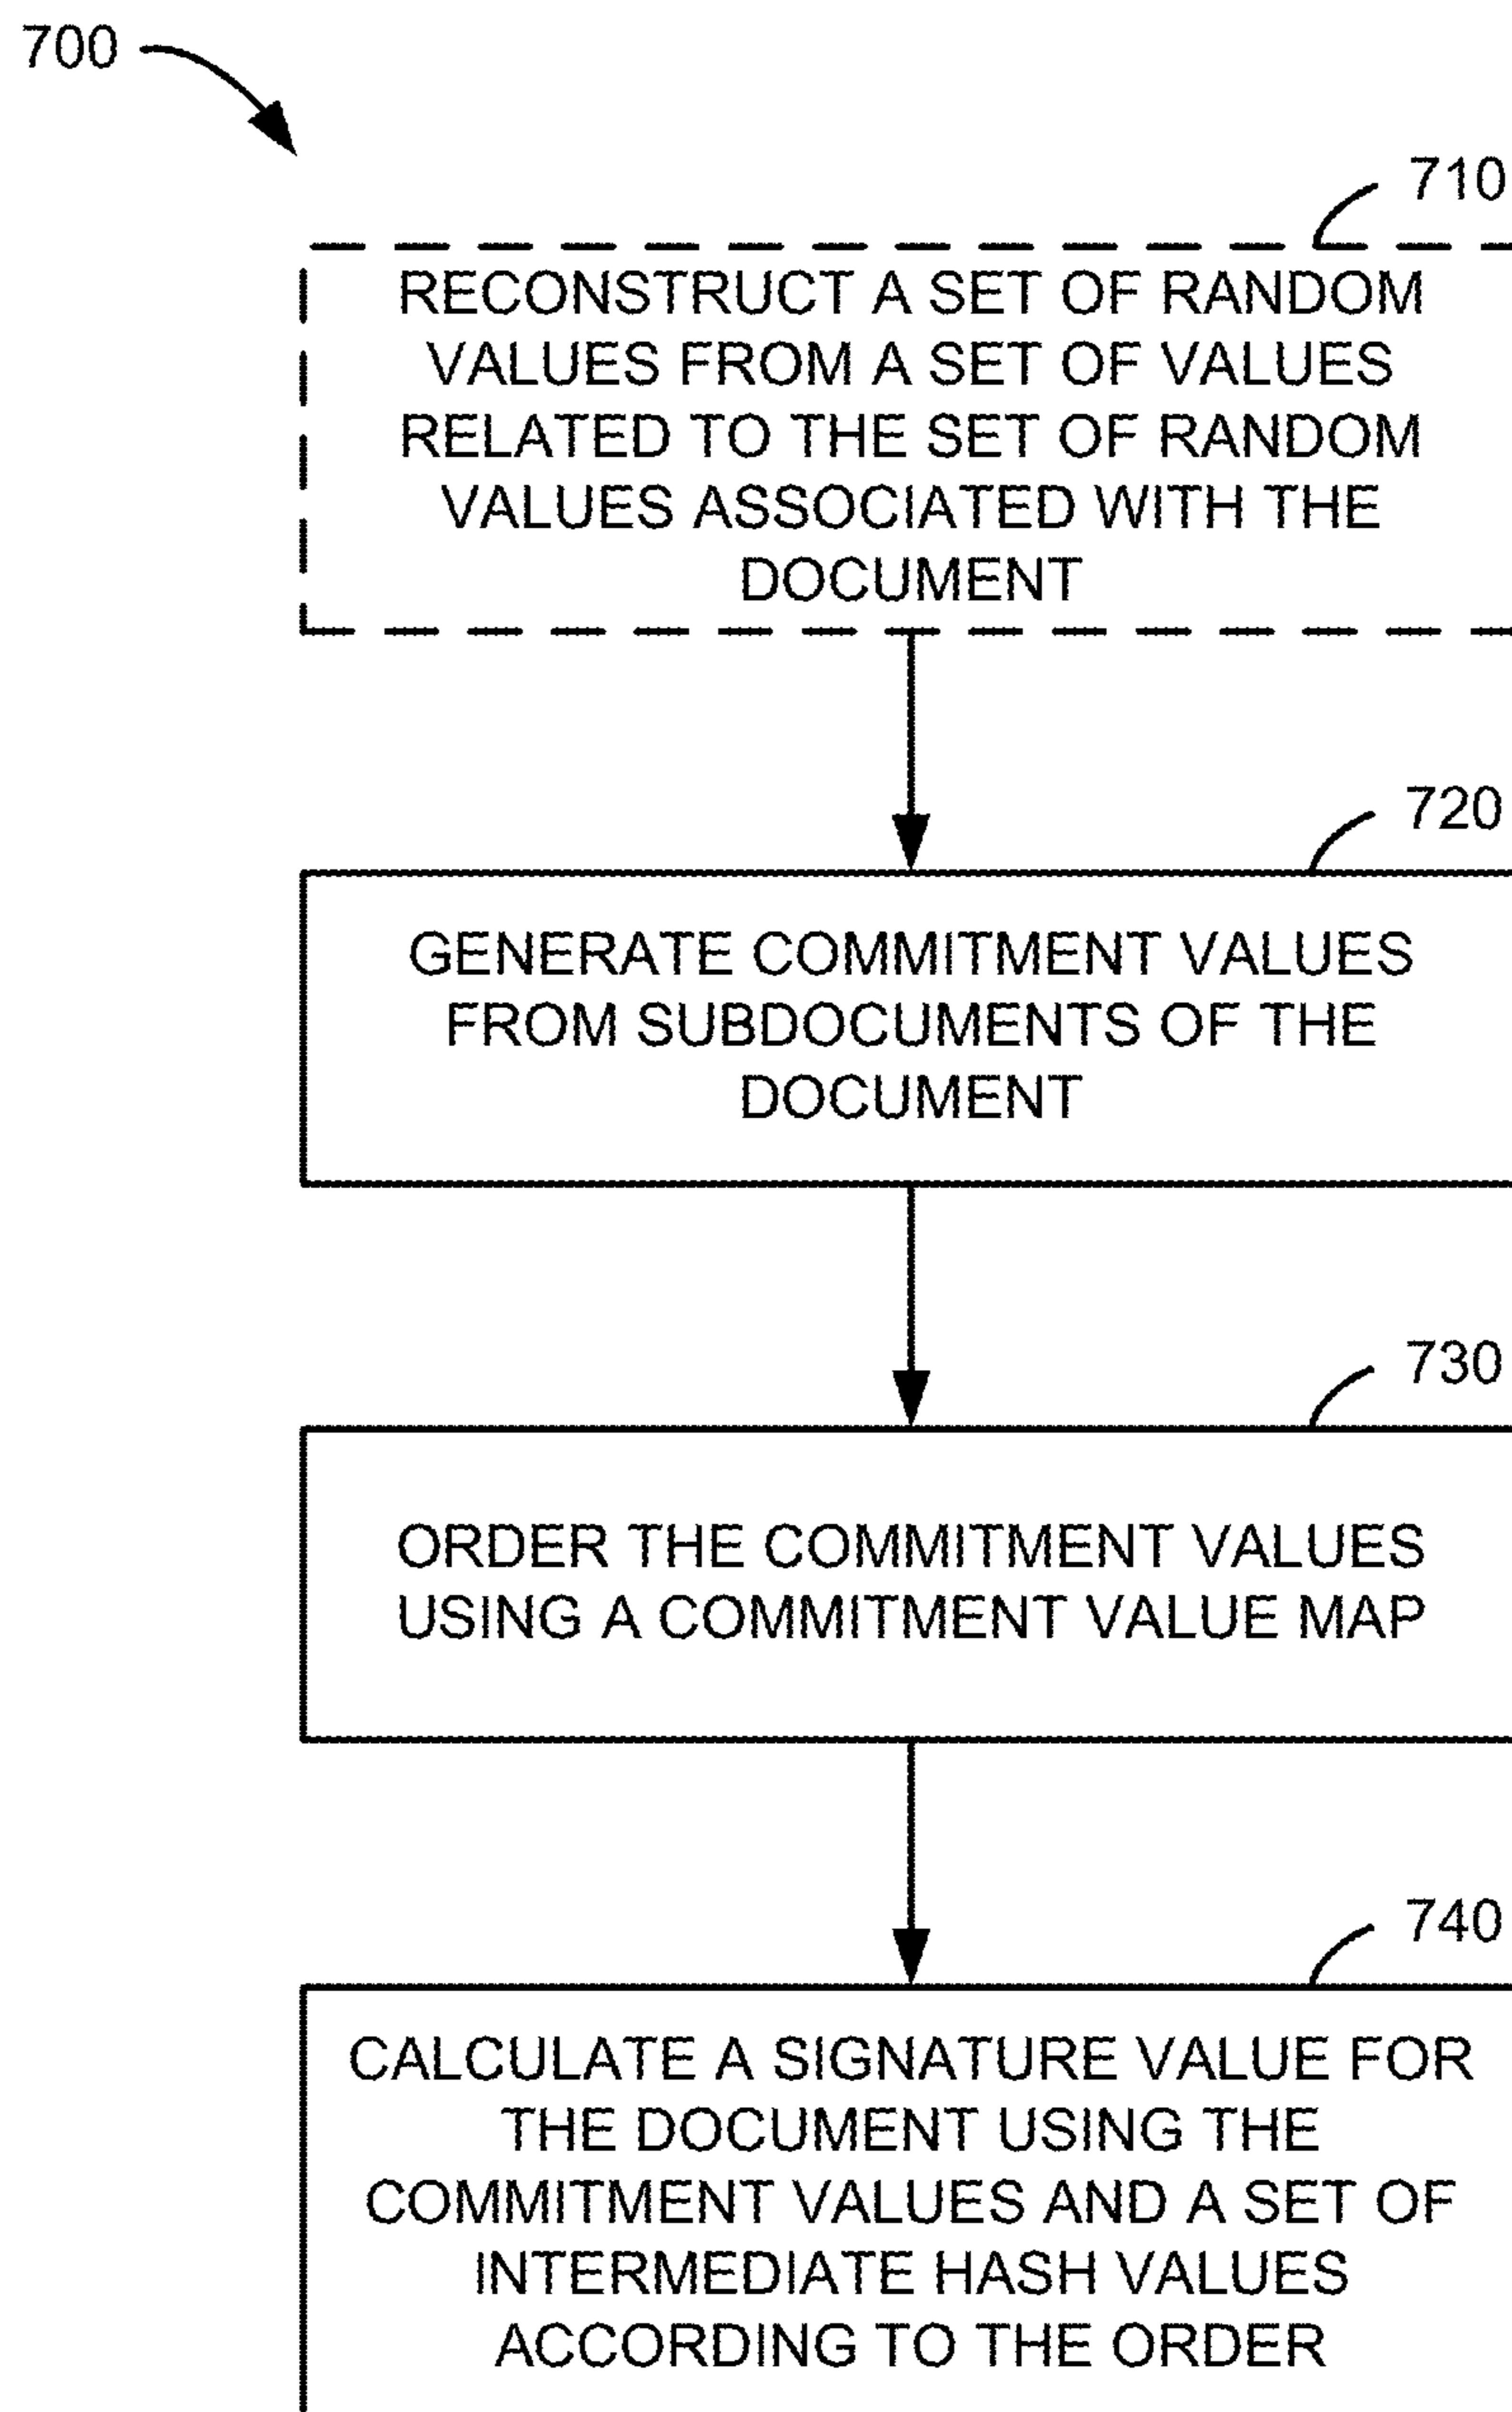 700
710
RECONSTRUCT A SET OF RANDOM
VALUES FROM A SET OF VALUES
RELATED TO THE SET OF RANDOM
VALUES ASSOCIATED WITH THE
DOCUMENT
720
GENERATE COMMITMENT VALUES
FROM SUBDOCUMENTS OF THE
DOCUMENT
730
ORDER THE COMMITMENT VALUES
USING A COMMITMENT VALUE MAP
740
CALCULATE A SIGNATURE VALUE FOR
THE DOCUMENT USING THE
COMMITMENT VALUES AND A SET OF
INTERMEDIATE HASH VALUES
ACCORDING TO THE ORDER